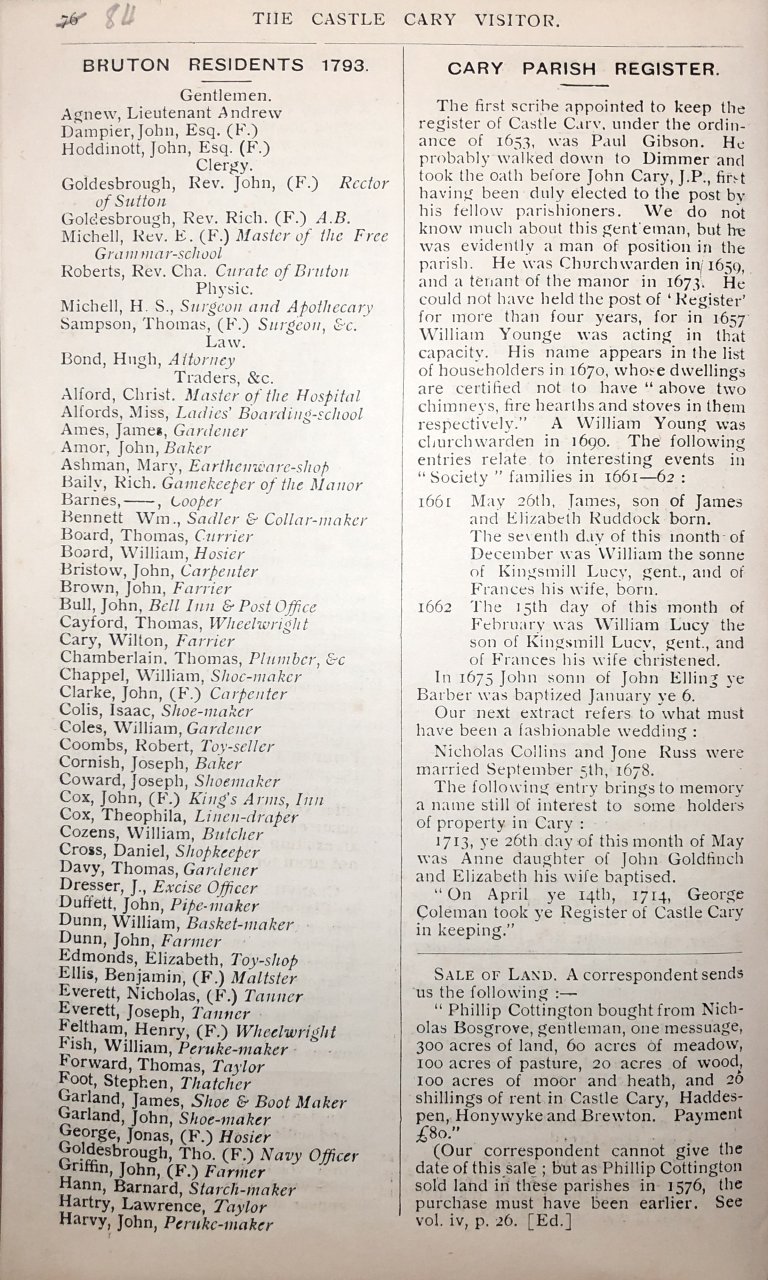 76 84
THE CASTLE CARY VISITOR.
BRUTON RESIDENTS 1793.
Gentlemen.
Agnew, Lieutenant Andrew
Dampier, John, Esq. (F.)
Hoddinott, John, Esq. (F.)
Clergy.
Goldesbrough, Rev. John, (F.) Rector
of Sutton
Goldesbrough, Rev. Rich. (F.) A.B.
Michell, Rev. E. (F.) Master of the Free
Grammar-school
Roberts, Rev. Cha. Curate of Bruton
Physic.
Michell, H. S., Surgeon and Apothecary
Sampson, Thomas, (F.) Surgeon, &c.
Law.
Bond, Hugh, Attorney
Traders, &c.
Alford, Christ. Master of the Hospital
Alfords, Miss, Ladies' Boarding-school
Ames, James, Gardener
Amor, John, Baker
Ashman, Mary, Earthenware-shop
Baily, Rich. Gamekeeper of the Manor
Barnes, ——, Cooper
Bennett Wm., Sadler & Collar-maker
Board, Thomas, Currier
Board, William, Hosier
Bristow, John, Carpenter
Brown, John, Farrier
Bull, John, Bell Inn & Post Office
Cayford, Thomas, Wheelwright
Cary, Wilton, Farrier
Chamberlain. Thomas, Plumber, &c
Chappel, William, Shoe-maker
Clarke, John, (F.) Carpenter
Colis, Isaac, Shoe-maker
Coles, William, Gardener
Coombs, Robert, Toy-seller
Cornish, Joseph, Baker
Coward, Joseph, Shoemaker
Cox, John, (F.) King's Arms, Inn
Cox, Theophila, Linen-draper
Cozens, William, Butcher
Cross, Daniel, Shopkeeper
Davy, Thomas, Gardener
Dresser, J., Excise Officer
Duffett, John, Pipe-maker
Dunn, William, Basket-maker
Dunn, John, Farmer
Edmonds, Elizabeth, Toy-shop
Ellis, Benjamin, (F.) Maltster
Everett, Nicholas, (F.) Tanner
Everett, Joseph, Tanner
Feltham, Henry, (F.) Wheelwright
Fish, William, Peruke-maker
Forward, Thomas, Taylor
Foot, Stephen, Thatcher
Garland, James, Shoe & Boot Maker
Garland, John, Shoe-maker
George, Jonas, (F.) Hosier
Goldesbrough, Tho. (F.) Navy Officer
Griffin, John, (F.) Farmer
Hann, Barnard, Starch-maker
Hartry, Lawrence, Taylor
Harvy, John, Peruke-maker
CARY PARISH REGISTER.
The first scribe appointed to keep the
register of Castle Cary, under the ordin-
ance of 1653, was Paul Gibson. He
probably walked down to Dimmer and
took the oath before John Cary, J.P., first
having been duly elected to the post by
his fellow parishioners. We do not
know much about this gentleman, but he
was evidently a man of position in the
parish. He was Churchwarden in 1659,
and a tenant of the manor in 1673. He
could not have held the post of 'Register'
for more than four years, for in 1657
William Younge was acting in that
capacity. His name appears in the list
of householders in 1670, whose dwellings
are certified not to have "above two
chimneys, fire hearths and stoves in them
respectively." A William Young was
churchwarden in 1690. The following
entries relate to interesting events in
"Society" families in 1661—62 :
1661 May 26th, James, son of James
and Elizabeth Ruddock born.
The seventh day of this month of
December was William the sonne
of Kingsmill Lucy, gent., and of
Frances his wife, born.
1662 The 15th day of this month of
February was William Lucy the
son of Kingsmill Lucy, gent., and
of Frances his wife christened.
In 1675 John sonn of John Elling ye
Barber was baptized January ye 6.
Our next extract refers to what must
have been a fashionable wedding :
Nicholas Collins and Jone Russ were
married September 5th, 1678.
The following entry brings to memory
a name still of interest to some holders
of property in Cary :
1713, ye 26th day of this month of May
was Anne daughter of John Goldfinch
and Elizabeth his wife baptised.
"On April ye 14th, 1714, George
Coleman took ye Register of Castle Cary
in keeping."
SALE OF LAND. A correspondent sends
us the following :—
"Phillip Cottington bought from Nich-
olas Bosgrove, gentleman, one messuage,
300 acres of land, 60 acres of meadow,
100 acres of pasture, 20 acres of wood,
100 acres of moor and heath, and 26
shillings of rent in Castle Cary, Haddes-
pen, Honywyke and Brewton. Payment
£80."
(Our correspondent cannot give the
date of this sale ; but as Phillip Cottington
sold land in these parishes in 1576, the
purchase must have been earlier. See
vol. iv, p. 26. [Ed.]